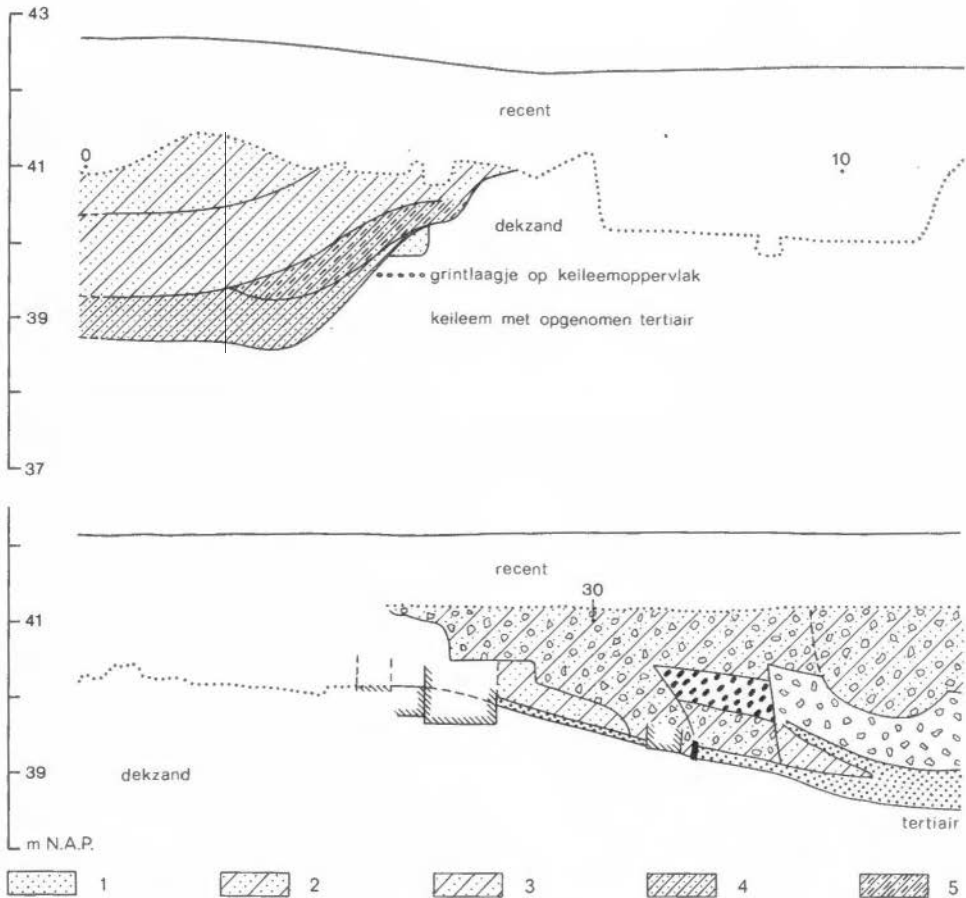 43
recent
41
0
10
dekzand
grintlaagje op keileemoppervlak
39
keileem met opgenomen tertiair
37
recent
30
41
39
dekzand
tertiair
m N.A.P.
1 2 3 4 5